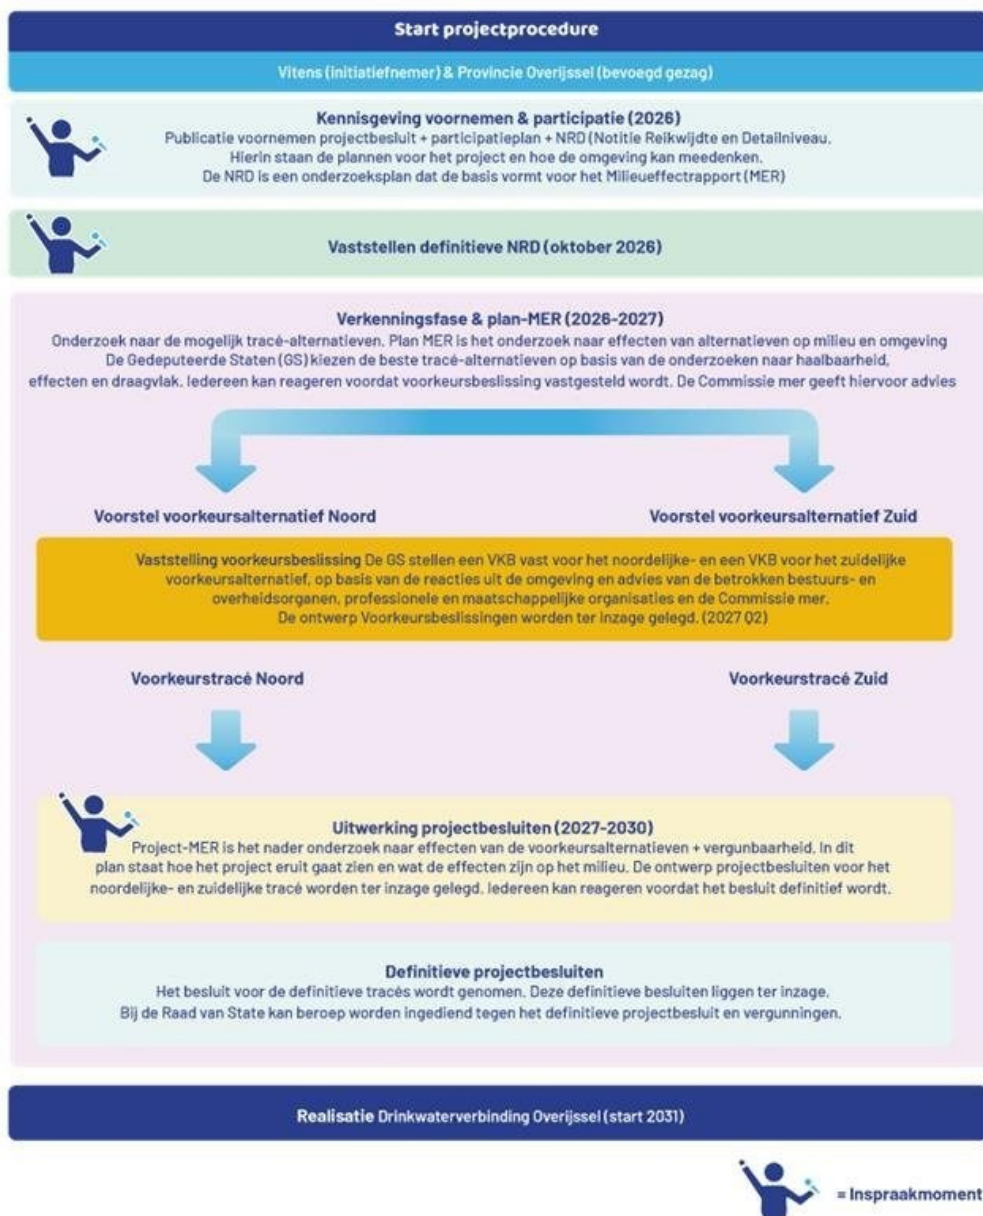 Start projectprocedure
Vitens (initiatiefnemer) & Provincie Overijssel (bevoegd gezag)
Kennisgeving voornemen & participatie (2026)
Publicatie voornemen projectbesluit + participatieplan + NRD (Notitie Reikwijdte en Detailniveau.
Hierin staan de plannen voor het project en hoe de omgeving kan meedenken.
De NRD is een onderzoeksplan dat de basis vormt voor het Milieueffectrapport (MER)
Vaststellen definitieve NRD (oktober 2026)
Verkenningsfase & plan-MER (2026-2027)
Onderzoek naar de mogelijk tracé-alternatieven. Plan MER is het onderzoek naar effecten van alternatieven op milieu en omgeving
De Gedeputeerde Staten (GS) kiezen de beste tracé-alternatieven op basis van de onderzoeken naar haalbaarheid,
effecten en draagvlak. Iedereen kan reageren voordat voorkeursbeslissing vastgesteld wordt. De Commissie mer geeft hiervoor advies
Voorstel voorkeursalternatief Noord
Voorstel voorkeursalternatief Zuid
Vaststelling voorkeursbeslissing De GS stellen een VKB vast voor het noordelijke- en een VKB voor het zuidelijke
voorkeursalternatief, op basis van de reacties uit de omgeving en advies van de betrokken bestuurs- en
overheidsorganen, professionele en maatschappelijke organisaties en de Commissie mer.
De ontwerp Voorkeursbeslissingen worden ter inzage gelegd. (2027 Q2)
Voorkeurstracé Noord
Voorkeurstracé Zuid
Uitwerking projectbesluiten (2027-2030)
Project-MER is het nader onderzoek naar effecten van de voorkeursalternatieven + vergunbaarheid. In dit
plan staat hoe het project eruit gaat zien en wat de effecten zijn op het milieu. De ontwerp projectbesluiten voor het
noordelijke- en zuidelijke tracé worden ter inzage gelegd. Iedereen kan reageren voordat het besluit definitief wordt.
Definitieve projectbesluiten
Het besluit voor de definitieve tracés wordt genomen. Deze definitieve besluiten liggen ter inzage.
Bij de Raad van State kan beroep worden ingediend tegen het definitieve projectbesluit en vergunningen.
Realisatie Drinkwaterverbinding Overijssel (start 2031)
= Inspraakmoment